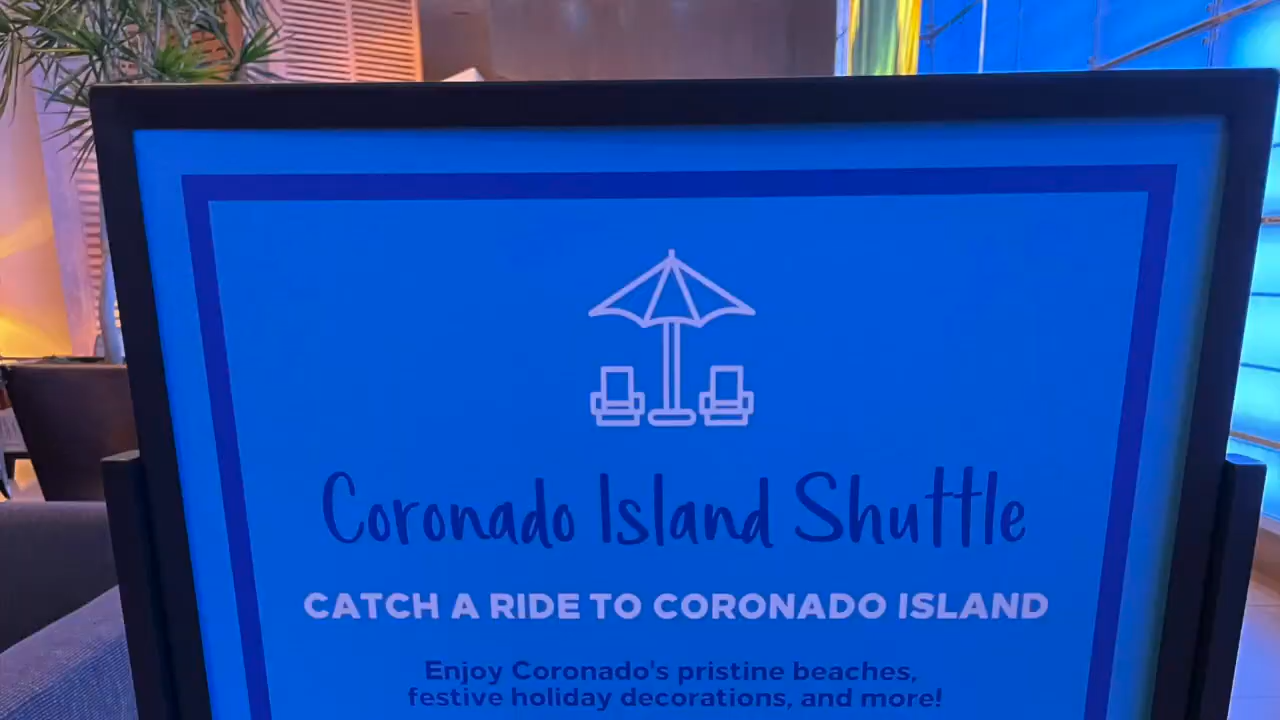 Coronado Island Shuttle
CATCH A RIDE TO CORONADO ISLAND
Enjoy Coronado's pristine beaches,
festive holiday decorations, and more!